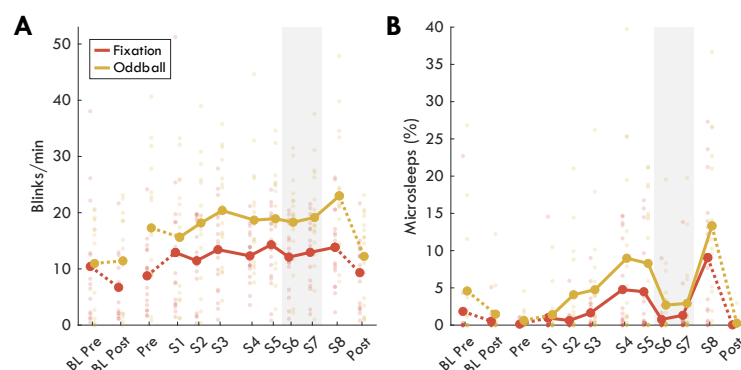 A
Blinks/min
50
40
30
20
10
0
Fixation
Oddball
BL Pre
BL Post
Pre
S1
S2
S3
S4
S5
S6
S7
S8
Post
B
Microsleeps (%)
40
35
30
25
20
15
10
5
0
BL Pre
BL Post
Pre
S1
S2
S3
S4
S5
S6
S7
S8
Post